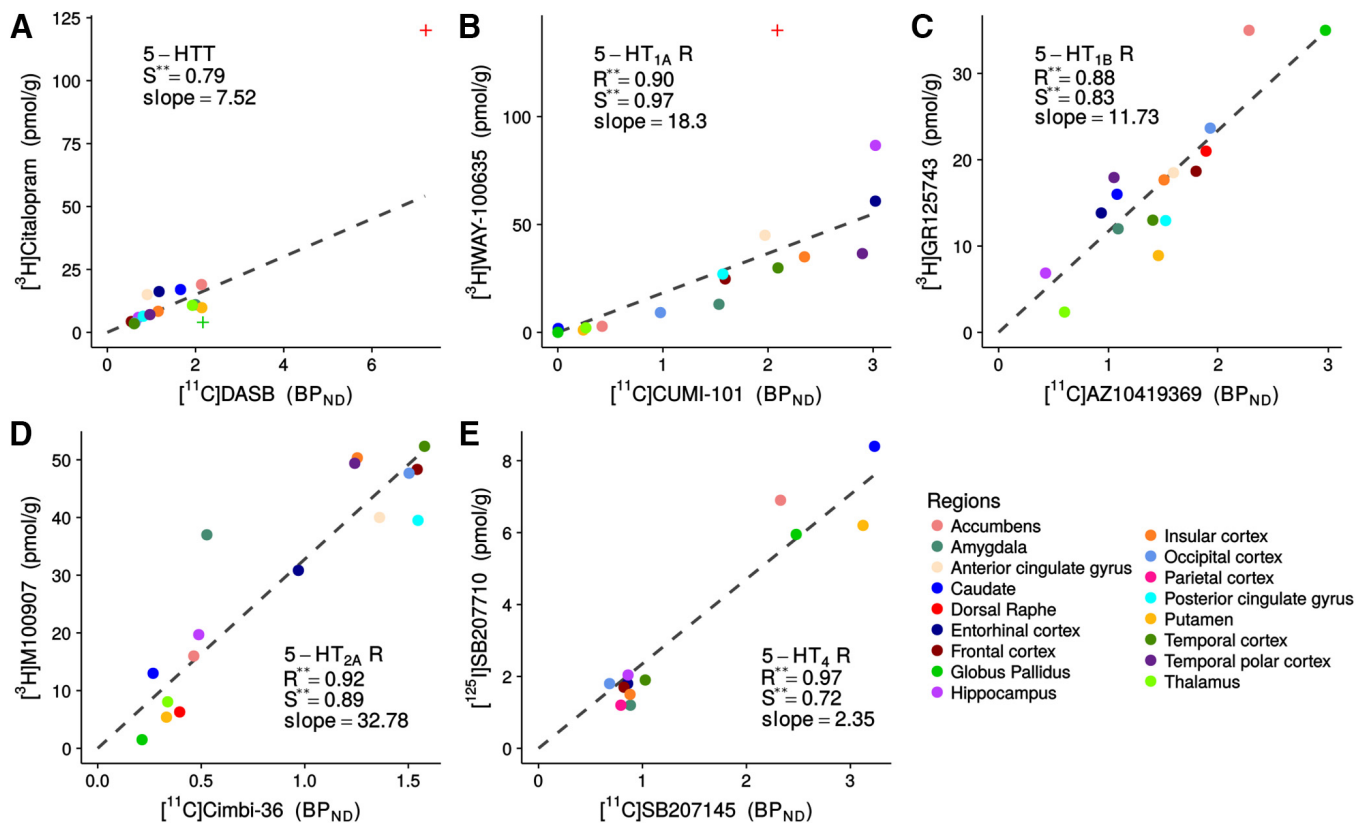 A
125
100
75
50
25
0
5−HTT
S**= 0.79
slope = 7.52
[³H]Citalopram (pmol/g)
0 2 4 6
[¹¹C]DASB (BP_ND)
B
100
50
0
5−HT₁A R
R**= 0.90
S**= 0.97
slope = 18.3
[³H]WAY-100635 (pmol/g)
0 1 2 3
[¹¹C]CUMI-101 (BP_ND)
C
30
20
10
0
5−HT₁B R
R**= 0.88
S**= 0.83
slope = 11.73
[³H]GR125743 (pmol/g)
0 1 2 3
[¹¹C]AZ10419369 (BP_ND)
D
50
40
30
20
10
0
5−HT₂A R
R**= 0.92
S**= 0.89
slope = 32.78
[³H]M100907 (pmol/g)
0.0 0.5 1.0 1.5
[¹¹C]Cimbi-36 (BP_ND)
E
8
6
4
2
0
5−HT₄ R
R**= 0.97
S**= 0.72
slope = 2.35
[¹²⁵I]SB207710 (pmol/g)
0 1 2 3
[¹¹C]SB207145 (BP_ND)
Regions
Accumbens
Amygdala
Anterior cingulate gyrus
Caudate
Dorsal Raphe
Entorhinal cortex
Frontal cortex
Globus Pallidus
Hippocampus
Insular cortex
Occipital cortex
Parietal cortex
Posterior cingulate gyrus
Putamen
Temporal cortex
Temporal polar cortex
Thalamus